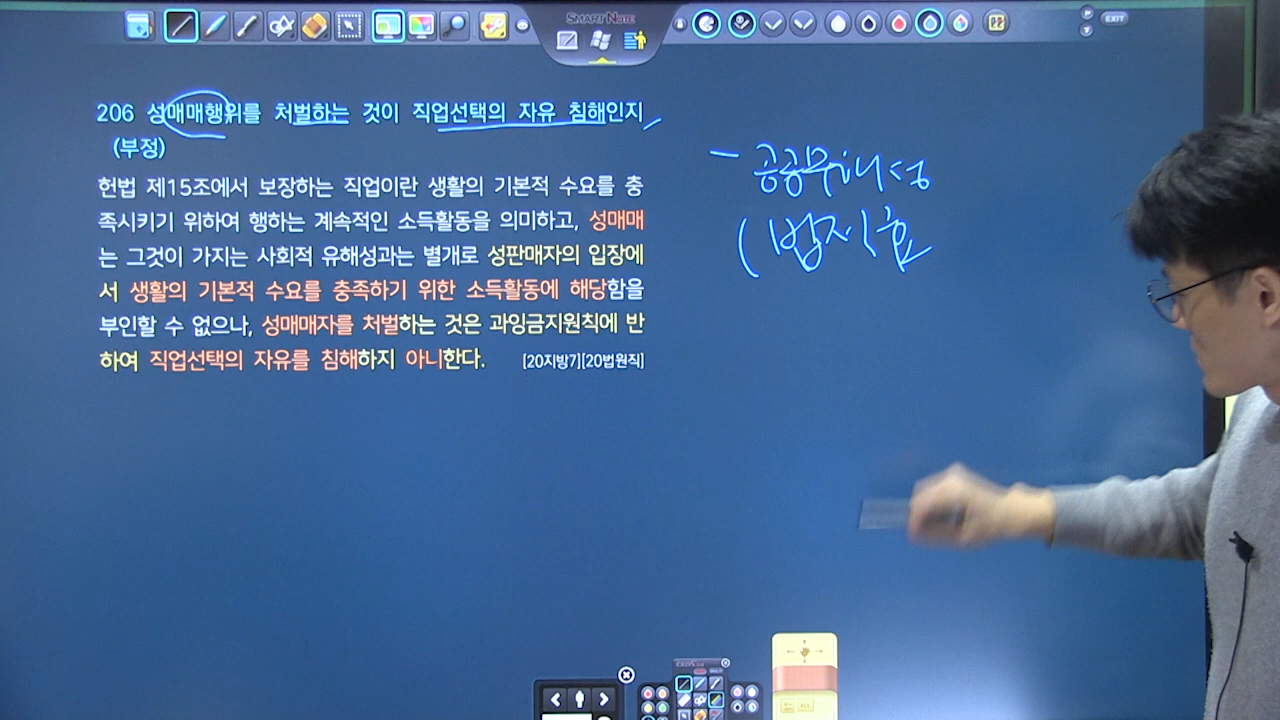 SMART NOTE
EXIT
206 성매매행위를 처벌하는 것이 직업선택의 자유 침해인지
(부정)
헌법 제15조에서 보장하는 직업이란 생활의 기본적 수요를 충
족시키기 위하여 행하는 계속적인 소득활동을 의미하고, 성매매
는 그것이 가지는 사회적 유해성과는 별개로 성판매자의 입장에
서 생활의 기본적 수요를 충족하기 위한 소득활동에 해당함을
부인할 수 없으나, 성매매자를 처벌하는 것은 과잉금지원칙에 반
하여 직업선택의 자유를 침해하지 아니한다. [20지방7][20법원직]
- 공공무해성
ALL